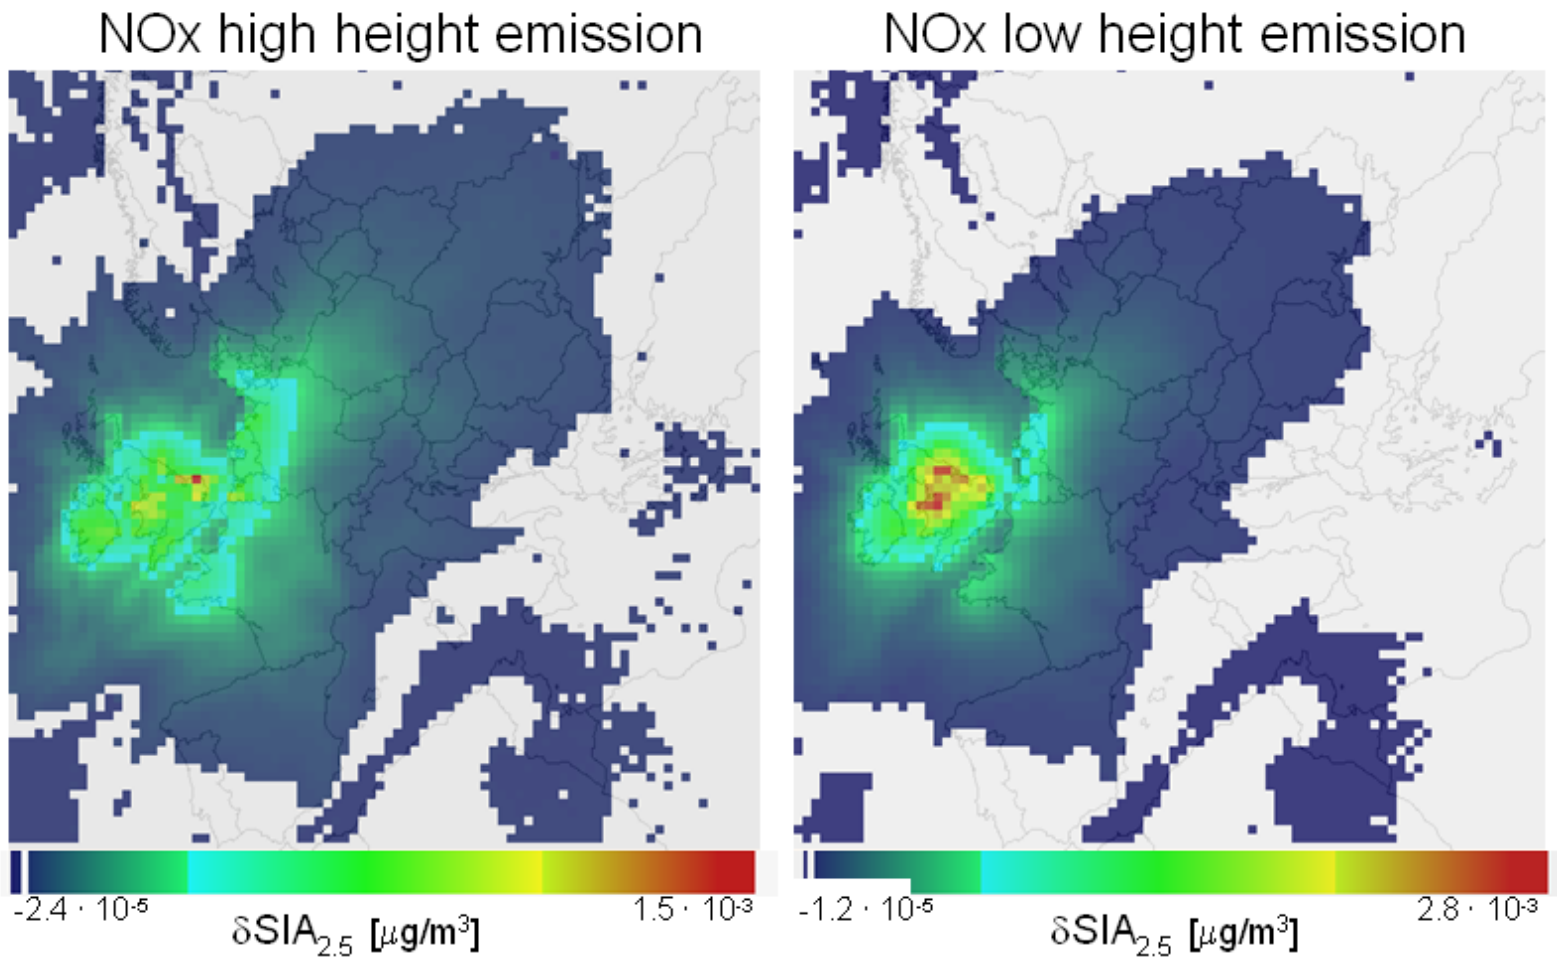 NOx high height emission
NOx low height emission
-2.4 · 10-5
1.5 · 10-3
-1.2 · 10-5
2.8 · 10-3
δSIA2.5 [μg/m3]
δSIA2.5 [μg/m3]